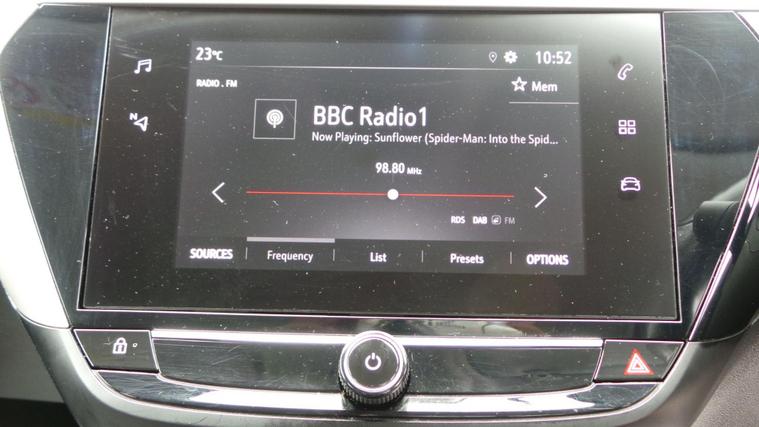 23°C 10:52
RADIO . FM
Mem
BBC Radio1
Now Playing: Sunflower (Spider-Man: Into the Spid...
98.80 MHz
N
RDS DAB FM
SOURCES Frequency List Presets OPTIONS